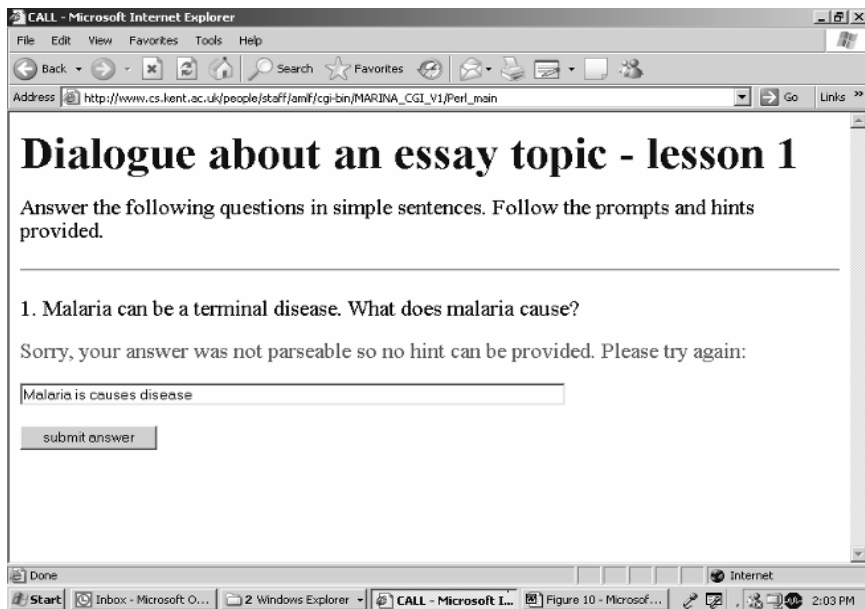 CALL - Microsoft Internet Explorer
File Edit View Favorites Tools Help
Back Search Favorites
Address http://www.cs.kent.ac.uk/people/staff/amlf/cgi-bin/MARINA_CGI_V1/Perl_main Go Links »
Dialogue about an essay topic - lesson 1
Answer the following questions in simple sentences. Follow the prompts and hints
provided.
1. Malaria can be a terminal disease. What does malaria cause?
Sorry, your answer was not parseable so no hint can be provided. Please try again:
Malaria is causes disease
submit answer
Done Internet
Start Inbox - Microsoft O... 2 Windows Explorer CALL - Microsoft I... Figure 10 - Microsof... 2:03 PM